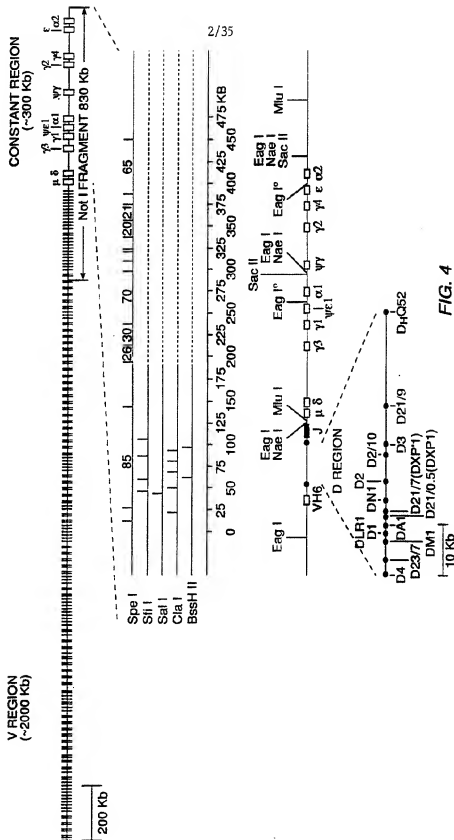 2/35
V REGION
(~2000 Kb)
CONSTANT REGION
(~300 Kb)
200 Kb
Not I FRAGMENT 830 Kb
μ δ
γ3 ψε1
γ1 α1
ψγ
γ2 γ4
ε α2
Spe I
85 26 30 70 20 21 65
Sfi I
Sal I
Cla I
BssH II
0 25 50 75 100 125 150 175 200 225 250 275 300 325 350 375 400 425 450 475 KB
Eag I
Eag I
Nae I
Mlu I
Eag I°
Sac II
Eag I
Nae I
Eag I°
Eag I
Nae I
Sac II
Mlu I
VH6
J
μ δ
γ3 γ1 α1
ψε1
ψγ γ2 γ4 ε α2
D REGION
D4 D1 DLR1 DN1 D2 D2/10 D3 D21/9 DHQ52
D23/7
DM1
DA1
D21/7(DXP'1)
D21/0.5(DXP1)
10 Kb
FIG. 4